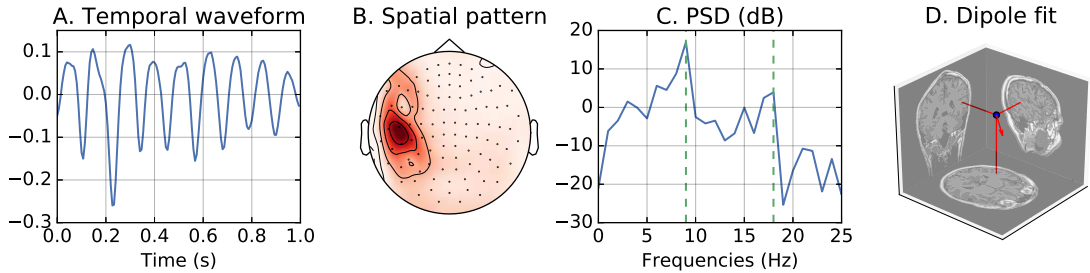 A. Temporal waveform
0.1
0.0
−0.1
−0.2
−0.3
0.0 0.2 0.4 0.6 0.8 1.0
Time (s)
B. Spatial pattern
C. PSD (dB)
20
10
0
−10
−20
−30
0 5 10 15 20 25
Frequencies (Hz)
D. Dipole fit